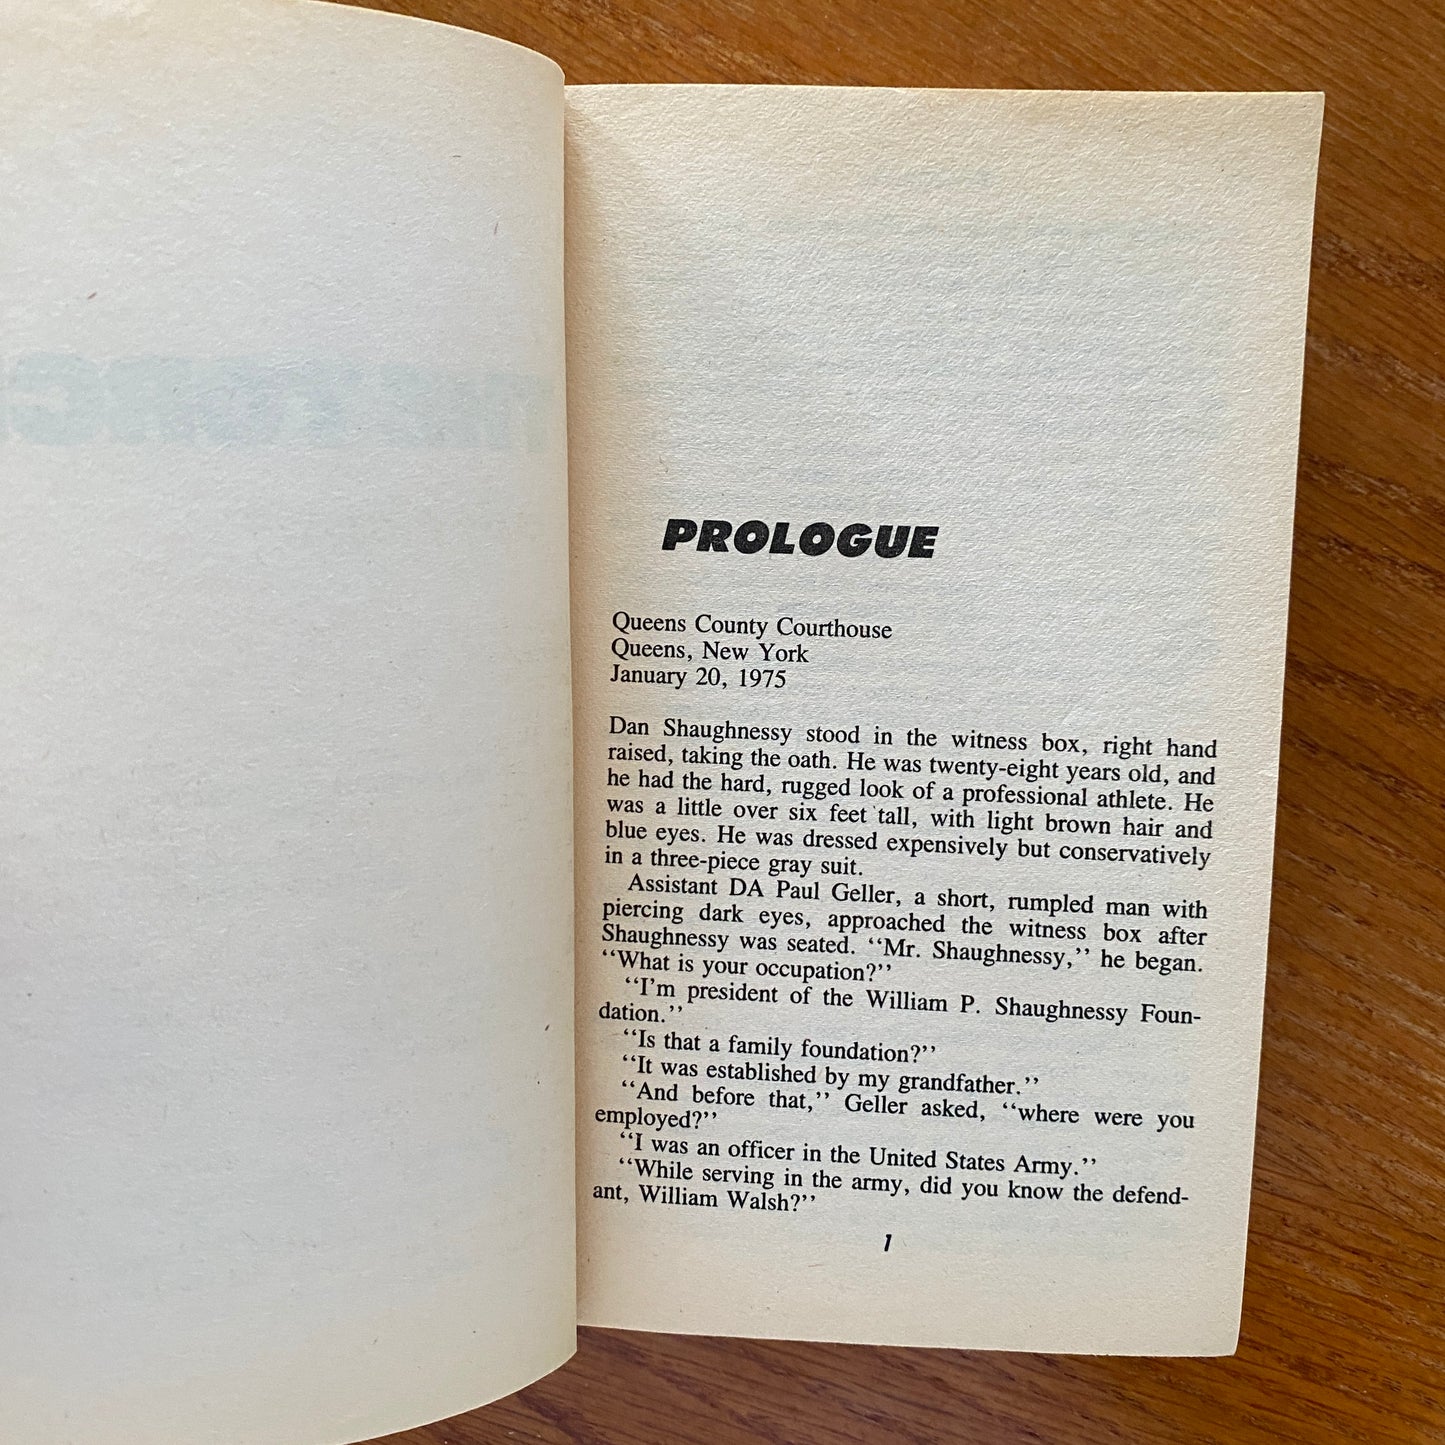 PROLOGUE
Queens County Courthouse
Queens, New York
January 20, 1975
Dan Shaughnessy stood in the witness box, right hand
raised, taking the oath. He was twenty-eight years old, and
he had the hard, rugged look of a professional athlete. He
was a little over six feet tall, with light brown hair and
blue eyes. He was dressed expensively but conservatively
in a three-piece gray suit.
Assistant DA Paul Geller, a short, rumpled man with
piercing dark eyes, approached the witness box after
Shaughnessy was seated. ‘‘Mr. Shaughnessy,’’ he began.
‘‘What is your occupation?’’
‘‘I'm president of the William P. Shaughnessy Foun-
dation.’’
‘‘Is that a family foundation?’’
‘‘It was established by my grandfather.’’
‘‘And before that,’’ Geller asked, ‘‘where were you
employed?’’
‘‘I was an officer in the United States Army.’’
‘‘While serving in the army, did you know the defend-
ant, William Walsh?’’
1